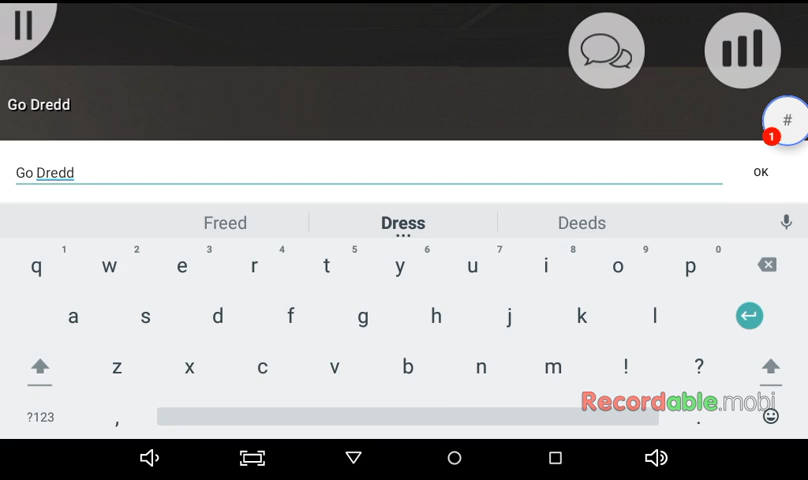 Go Dredd
#
1
Go Dredd
OK
Freed Dress Deeds
1 2 3 4 5 6 7 8 9 0
q w e r t y u i o p
a s d f g h j k l
z x c v b n m ! ?
Recordable.mobi
?123 , .